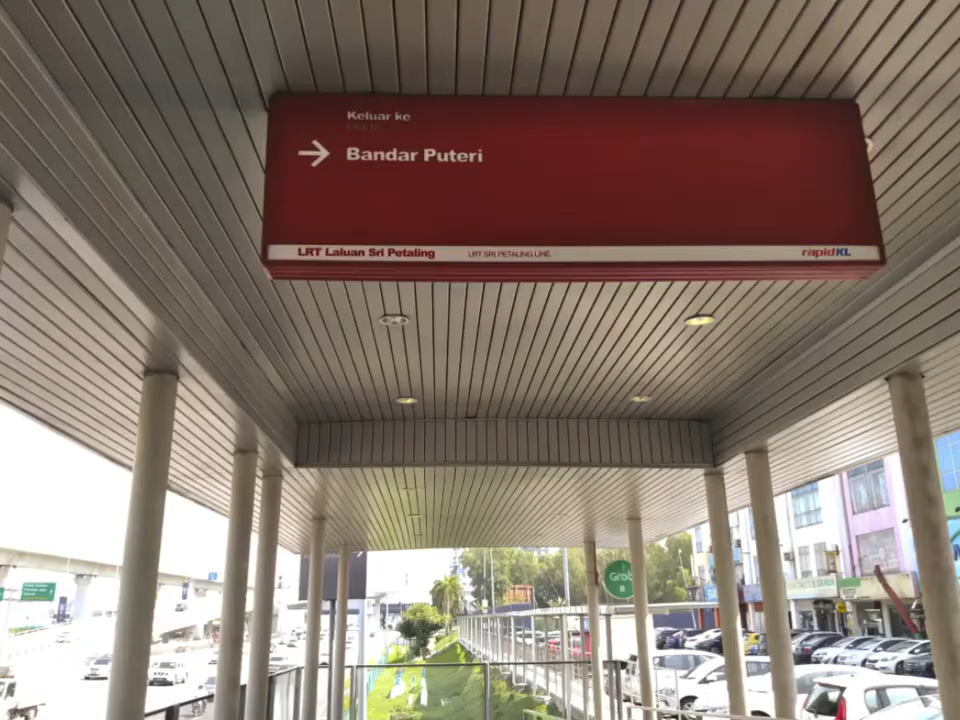 Keluar ke
Bandar Puteri
LRT Laluan Sri Petaling
LRT SRI PETALING LINE
rapidKL
Grab
B